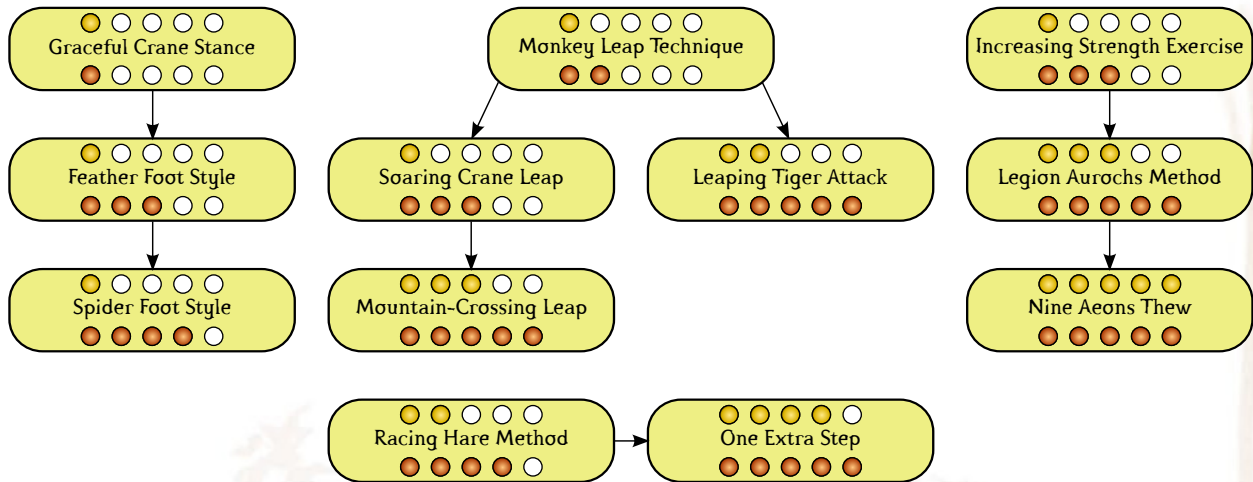 Graceful Crane Stance
Monkey Leap Technique
Increasing Strength Exercise
Feather Foot Style
Soaring Crane Leap
Leaping Tiger Attack
Legion Aurochs Method
Spider Foot Style
Mountain-Crossing Leap
Nine Aeons Thew
Racing Hare Method
One Extra Step